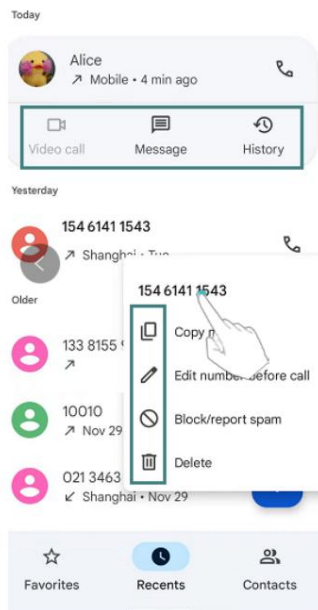 Today
Alice
Mobile • 4 min ago
Video call
Message
History
Yesterday
154 6141 1543
Shanghai • Tue
154 6141 1543
Older
Copy
133 8155
Edit number before call
10010
Nov 29
Block/report spam
021 3463
Delete
Shanghai • Nov 29
Favorites
Recents
Contacts